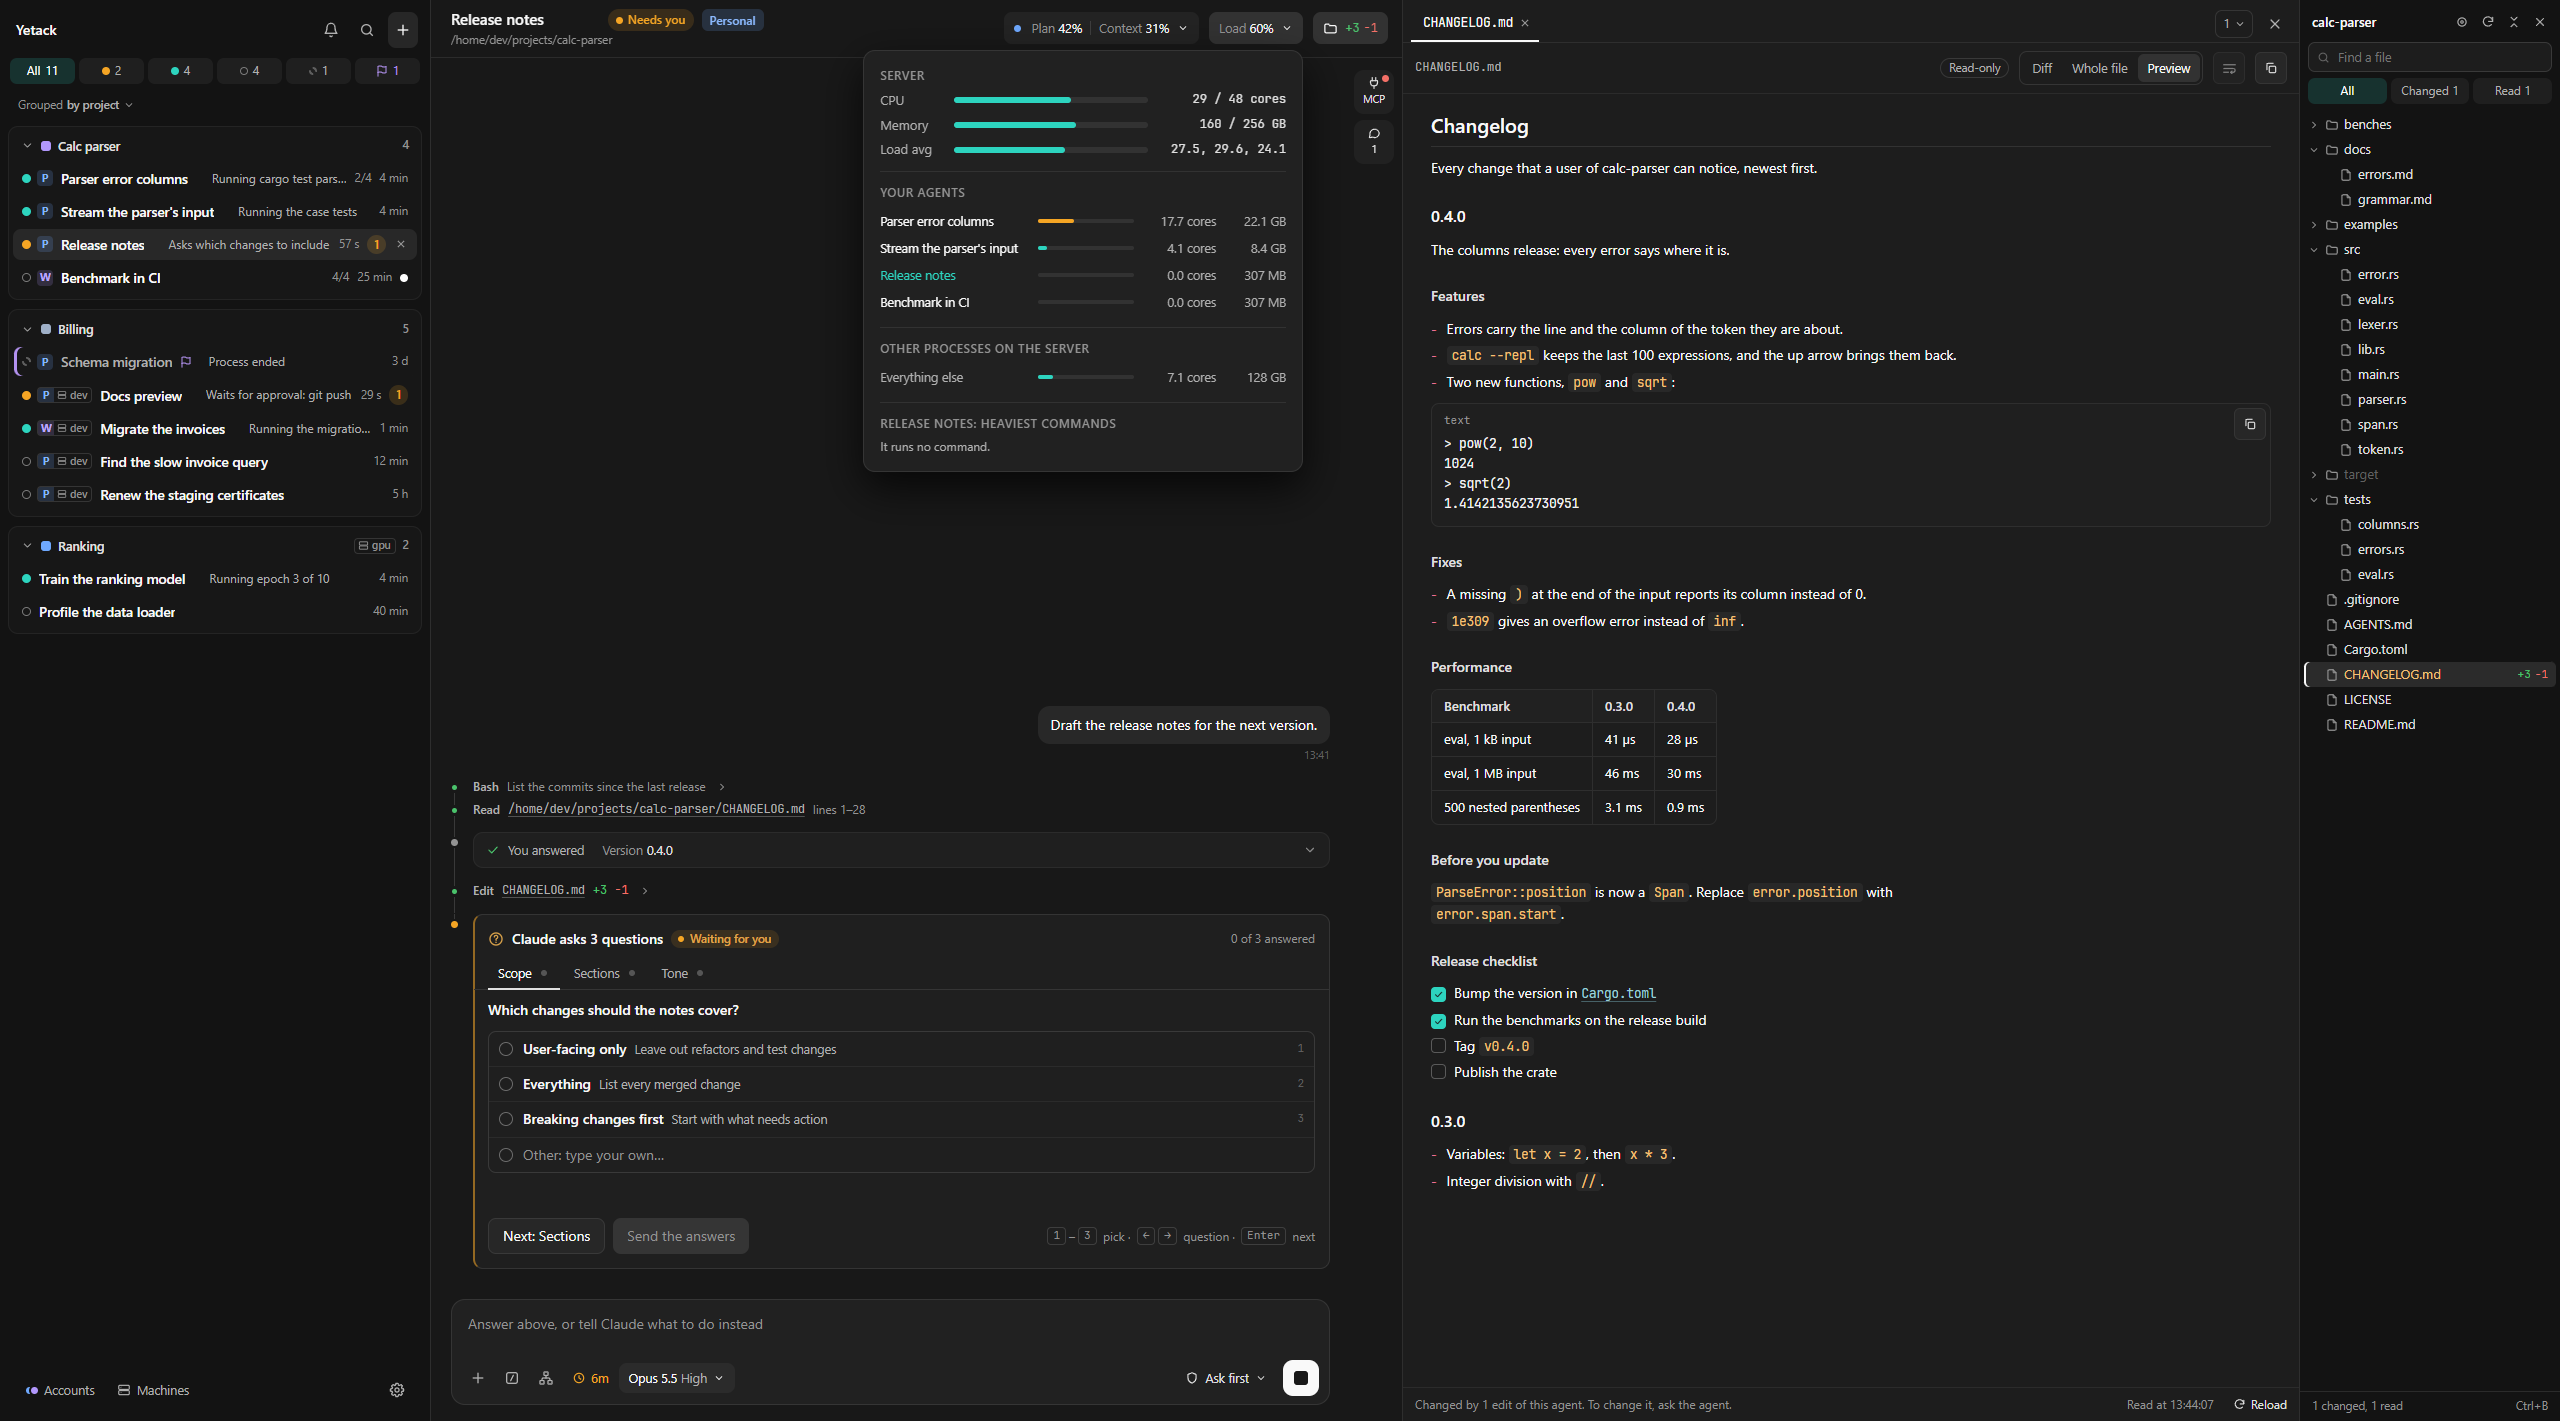 Yetack
All 11
2
4
4
1
1
Grouped by project
Calc parser
4
P Parser error columns Running cargo test pars... 2/4 4 min
P Stream the parser's input Running the case tests 4 min
P Release notes Asks which changes to include 57 s 1
W Benchmark in CI 4/4 25 min
Billing
5
P Schema migration Process ended 3 d
P dev Docs preview Waits for approval: git push 29 s 1
W dev Migrate the invoices Running the migratio... 1 min
P dev Find the slow invoice query 12 min
P dev Renew the staging certificates 5 h
Ranking
gpu 2
Train the ranking model Running epoch 3 of 10 4 min
Profile the data loader 40 min
Accounts
Machines
Release notes
Needs you
Personal
/home/dev/projects/calc-parser
Plan 42%
Context 31%
Load 60%
+3 -1
MCP
1
SERVER
CPU 29 / 48 cores
Memory 160 / 256 GB
Load avg 27.5, 29.6, 24.1
YOUR AGENTS
Parser error columns 17.7 cores 22.1 GB
Stream the parser's input 4.1 cores 8.4 GB
Release notes 0.0 cores 307 MB
Benchmark in CI 0.0 cores 307 MB
OTHER PROCESSES ON THE SERVER
Everything else 7.1 cores 128 GB
RELEASE NOTES: HEAVIEST COMMANDS
It runs no command.
Draft the release notes for the next version.
13:41
Bash List the commits since the last release
Read /home/dev/projects/calc-parser/CHANGELOG.md lines 1–28
You answered Version 0.4.0
Edit CHANGELOG.md +3 -1
Claude asks 3 questions
Waiting for you
0 of 3 answered
Scope
Sections
Tone
Which changes should the notes cover?
User-facing only Leave out refactors and test changes 1
Everything List every merged change 2
Breaking changes first Start with what needs action 3
Other: type your own...
Next: Sections
Send the answers
1 – 3 pick · ← → question · Enter next
Answer above, or tell Claude what to do instead
6m
Opus 5.5 High
Ask first
CHANGELOG.md
1
CHANGELOG.md
Read-only
Diff
Whole file
Preview
Changelog
Every change that a user of calc-parser can notice, newest first.
0.4.0
The columns release: every error says where it is.
Features
- Errors carry the line and the column of the token they are about.
- calc --repl keeps the last 100 expressions, and the up arrow brings them back.
- Two new functions, pow and sqrt:
text
> pow(2, 10)
1024
> sqrt(2)
1.4142135623730951
Fixes
- A missing ) at the end of the input reports its column instead of 0.
- 1e309 gives an overflow error instead of inf.
Performance
Benchmark 0.3.0 0.4.0
eval, 1 kB input 41 µs 28 µs
eval, 1 MB input 46 ms 30 ms
500 nested parentheses 3.1 ms 0.9 ms
Before you update
ParseError::position is now a Span. Replace error.position with
error.span.start.
Release checklist
Bump the version in Cargo.toml
Run the benchmarks on the release build
Tag v0.4.0
Publish the crate
0.3.0
- Variables: let x = 2, then x * 3.
- Integer division with //.
Changed by 1 edit of this agent. To change it, ask the agent.
Read at 13:44:07
Reload
calc-parser
Find a file
All
Changed 1
Read 1
benches
docs
errors.md
grammar.md
examples
src
error.rs
eval.rs
lexer.rs
lib.rs
main.rs
parser.rs
span.rs
token.rs
target
tests
columns.rs
errors.rs
eval.rs
.gitignore
AGENTS.md
Cargo.toml
CHANGELOG.md +3 -1
LICENSE
README.md
1 changed, 1 read
Ctrl+B